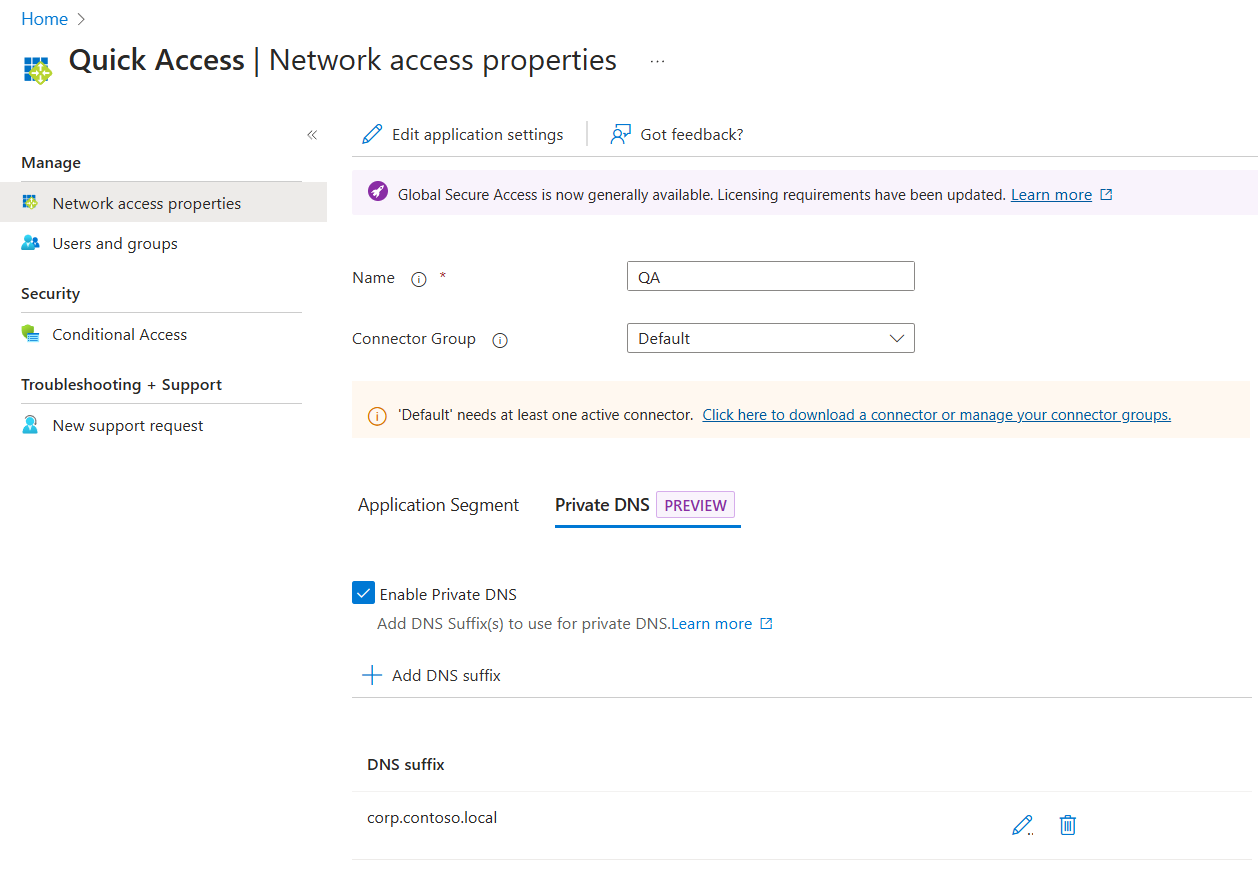 Home
Quick Access | Network access properties
Edit application settings
Got feedback?
Manage
Network access properties
Users and groups
Security
Conditional Access
Troubleshooting + Support
New support request
Global Secure Access is now generally available. Licensing requirements have been updated. Learn more
Name *
QA
Connector Group
Default
'Default' needs at least one active connector. Click here to download a connector or manage your connector groups.
Application Segment
Private DNS PREVIEW
Enable Private DNS
Add DNS Suffix(s) to use for private DNS.Learn more
Add DNS suffix
DNS suffix
corp.contoso.local